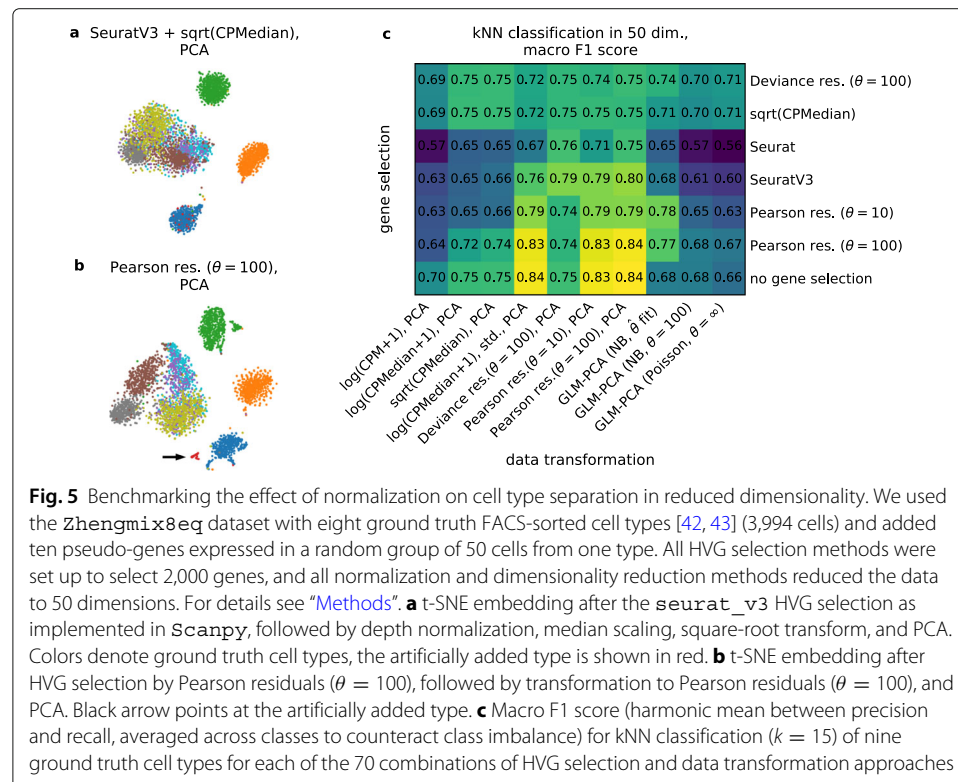 a SeuratV3 + sqrt(CPMedian),
PCA
b Pearson res. (θ = 100),
PCA
c kNN classification in 50 dim.,
macro F1 score
gene selection
0.69 0.75 0.75 0.72 0.75 0.74 0.75 0.74 0.70 0.71 Deviance res. (θ = 100)
0.69 0.75 0.75 0.72 0.75 0.75 0.75 0.71 0.70 0.71 sqrt(CPMedian)
0.57 0.65 0.65 0.67 0.76 0.71 0.75 0.65 0.57 0.56 Seurat
0.63 0.65 0.66 0.76 0.79 0.79 0.80 0.68 0.61 0.60 SeuratV3
0.63 0.65 0.66 0.79 0.74 0.79 0.79 0.78 0.65 0.63 Pearson res. (θ = 10)
0.64 0.72 0.74 0.83 0.74 0.83 0.84 0.77 0.68 0.67 Pearson res. (θ = 100)
0.70 0.75 0.75 0.84 0.75 0.83 0.84 0.68 0.68 0.66 no gene selection
log(CPM+1), PCA
log(CPMedian+1), PCA
sqrt(CPMedian), PCA
log(CPMedian+1), std., PCA
Deviance res.(θ = 100), PCA
Pearson res.(θ = 10), PCA
Pearson res.(θ = 100), PCA
GLM-PCA (NB, θ̂ fit)
GLM-PCA (NB, θ = 100)
GLM-PCA (Poisson, θ = ∞)
data transformation
Fig. 5 Benchmarking the effect of normalization on cell type separation in reduced dimensionality. We used
the Zhengmix8eq dataset with eight ground truth FACS-sorted cell types [42, 43] (3,994 cells) and added
ten pseudo-genes expressed in a random group of 50 cells from one type. All HVG selection methods were
set up to select 2,000 genes, and all normalization and dimensionality reduction methods reduced the data
to 50 dimensions. For details see “Methods”. a t-SNE embedding after the seurat_v3 HVG selection as
implemented in Scanpy, followed by depth normalization, median scaling, square-root transform, and PCA.
Colors denote ground truth cell types, the artificially added type is shown in red. b t-SNE embedding after
HVG selection by Pearson residuals (θ = 100), followed by transformation to Pearson residuals (θ = 100), and
PCA. Black arrow points at the artificially added type. c Macro F1 score (harmonic mean between precision
and recall, averaged across classes to counteract class imbalance) for kNN classification (k = 15) of nine
ground truth cell types for each of the 70 combinations of HVG selection and data transformation approaches